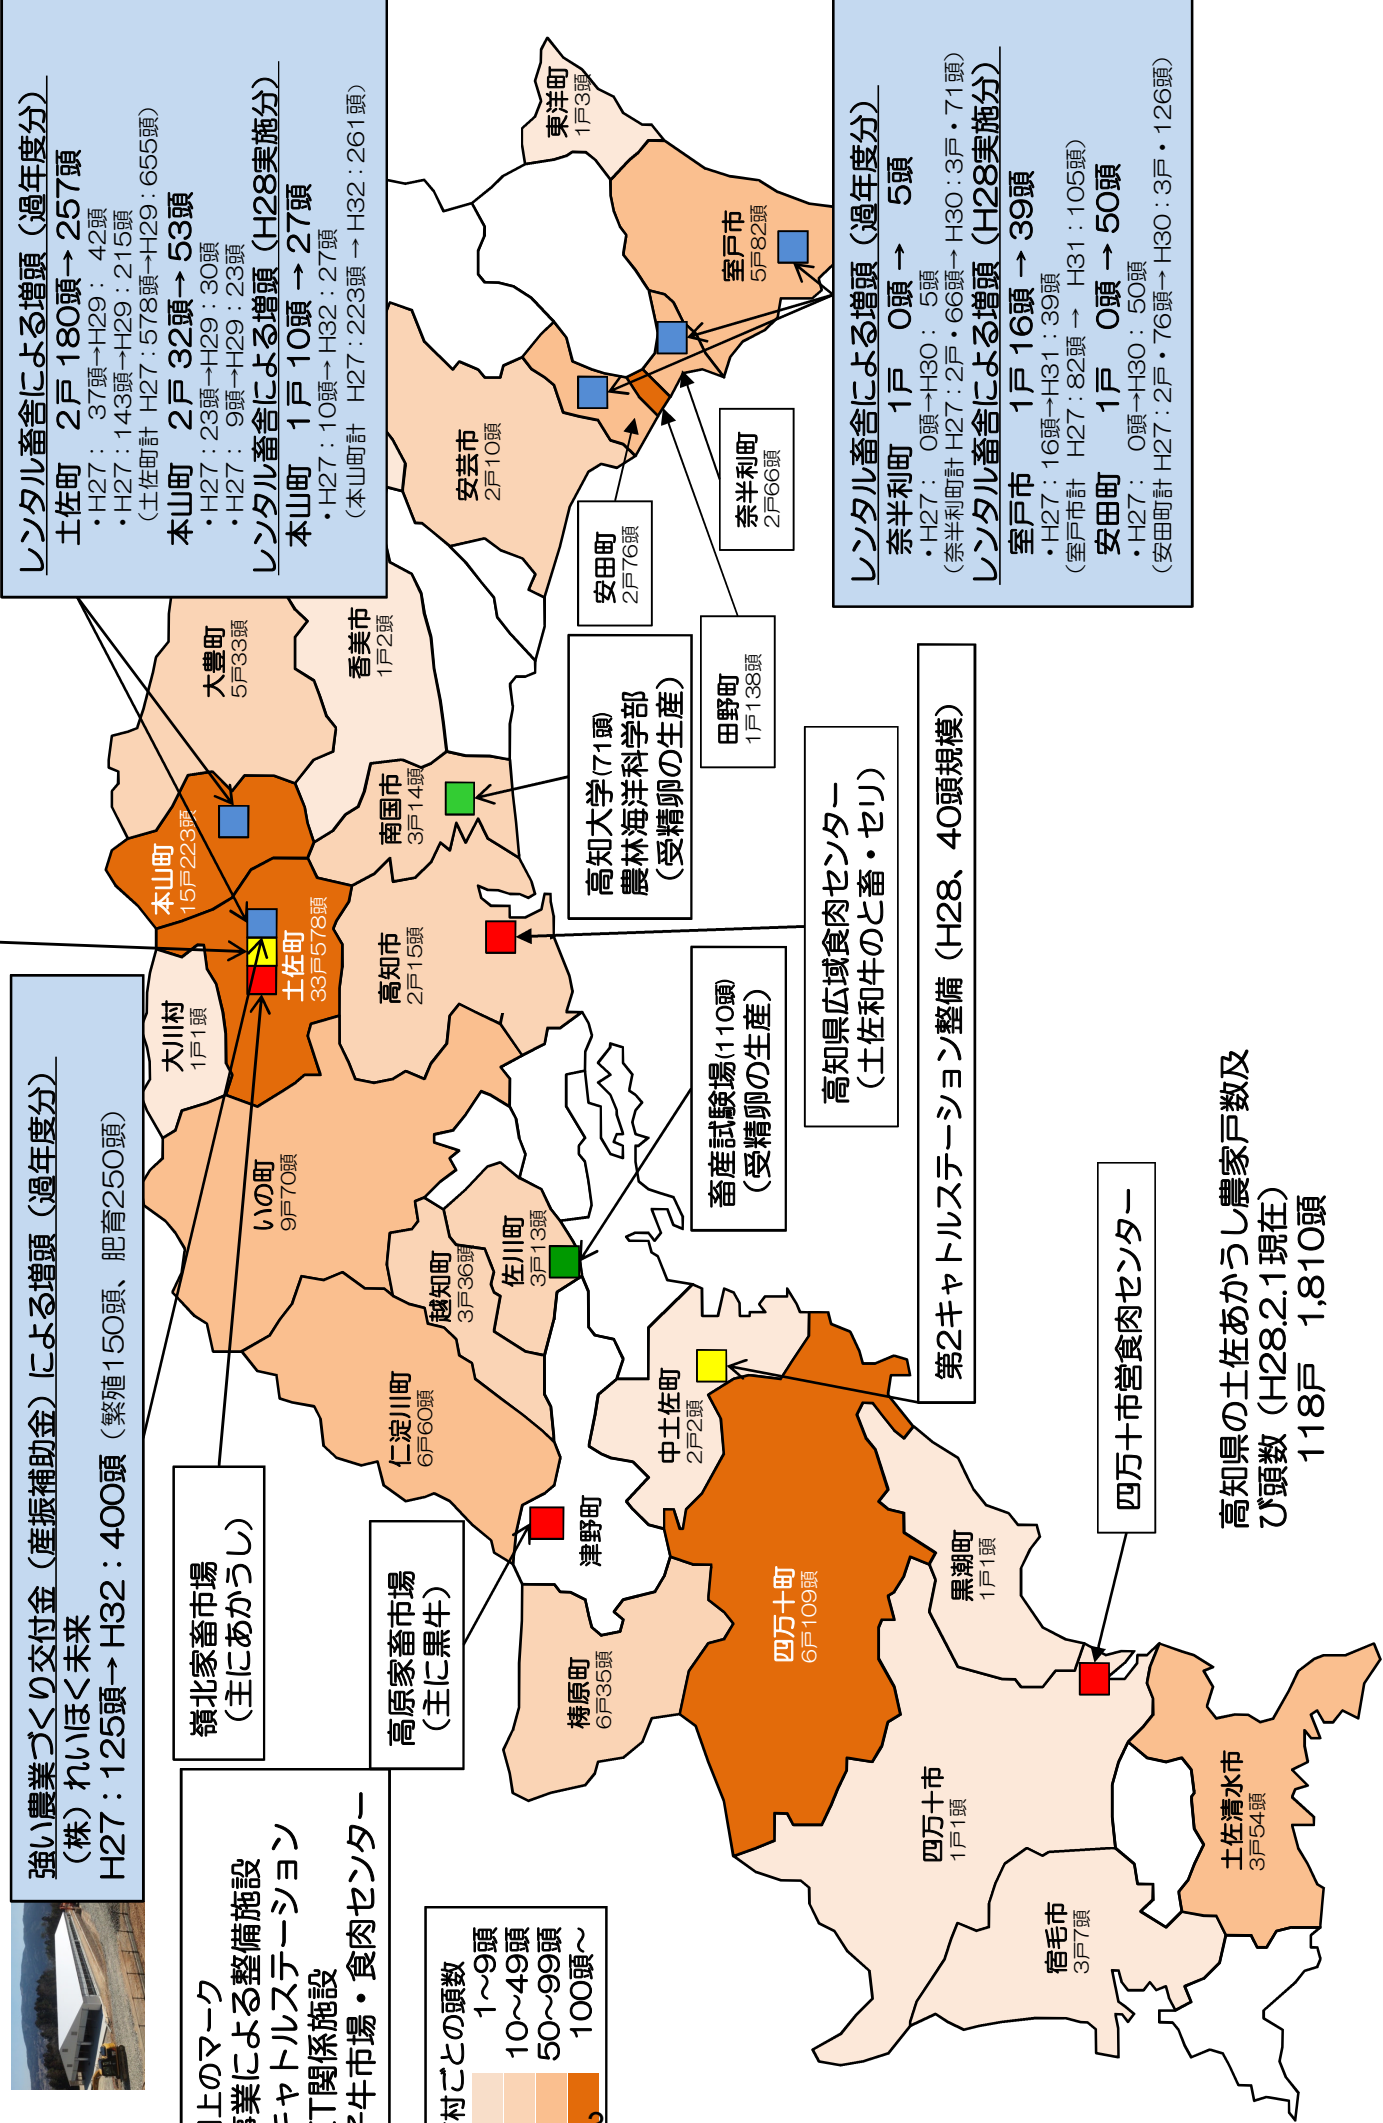 強い農業づくり交付金（産振補助金）による増頭（過年度分）
（株）れいほく未来
H27：125頭→H32：400頭（繁殖150頭、肥育250頭）
レンタル畜舎による増頭（過年度分）
土佐町　2戸 180頭→257頭
・H27： 37頭→H29： 42頭
・H27：143頭→H29：215頭
（土佐町計　H27：578頭→H29：655頭）
本山町　2戸 32頭→53頭
・H27：23頭→H29：30頭
・H27： 9頭→H29：23頭
レンタル畜舎による増頭（H28実施分）
本山町　1戸 10頭→27頭
・H27：10頭→H32：27頭
（本山町計　H27：223頭 → H32：261頭）
嶺北家畜市場
（主にあかうし）
高原家畜市場
（主に黒牛）
上のマーク
事業による整備施設
キャトルステーション
T関係施設
子牛市場・食肉センター
村ごとの頭数
1～9頭
10～49頭
50～99頭
100頭～
大川村
1戸1頭
本山町
15戸223頭
土佐町
33戸578頭
大豊町
5戸33頭
香美市
1戸2頭
南国市
3戸14頭
高知市
2戸15頭
いの町
9戸70頭
仁淀川町
6戸60頭
越知町
3戸36頭
佐川町
3戸13頭
津野町
梼原町
6戸35頭
中土佐町
2戸2頭
四万十町
6戸109頭
黒潮町
1戸1頭
四万十市
1戸1頭
宿毛市
3戸7頭
土佐清水市
3戸54頭
安芸市
2戸10頭
東洋町
1戸3頭
室戸市
5戸82頭
安田町
2戸76頭
奈半利町
2戸66頭
田野町
1戸138頭
高知大学(71頭)
農林海洋科学部
（受精卵の生産）
畜産試験場(110頭)
（受精卵の生産）
高知県広域食肉センター
（土佐和牛のと畜・セリ）
第2キャトルステーション整備（H28、40頭規模）
四万十市営食肉センター
レンタル畜舎による増頭（過年度分）
奈半利町　1戸　0頭 →　5頭
・H27：　0頭→H30： 5頭
（奈半利町計 H27：2戸・66頭→ H30：3戸・71頭）
レンタル畜舎による増頭（H28実施分）
室戸市　1戸 16頭 → 39頭
・H27：16頭→H31：39頭
（室戸市計　H27：82頭 →　H31：105頭）
安田町　1戸　0頭 → 50頭
・H27：　0頭→H30：50頭
（安田町計 H27：2戸・76頭→ H30：3戸・126頭）
高知県の土佐あかうし農家戸数及
び頭数（H28.2.1現在）
118戸　1,810頭